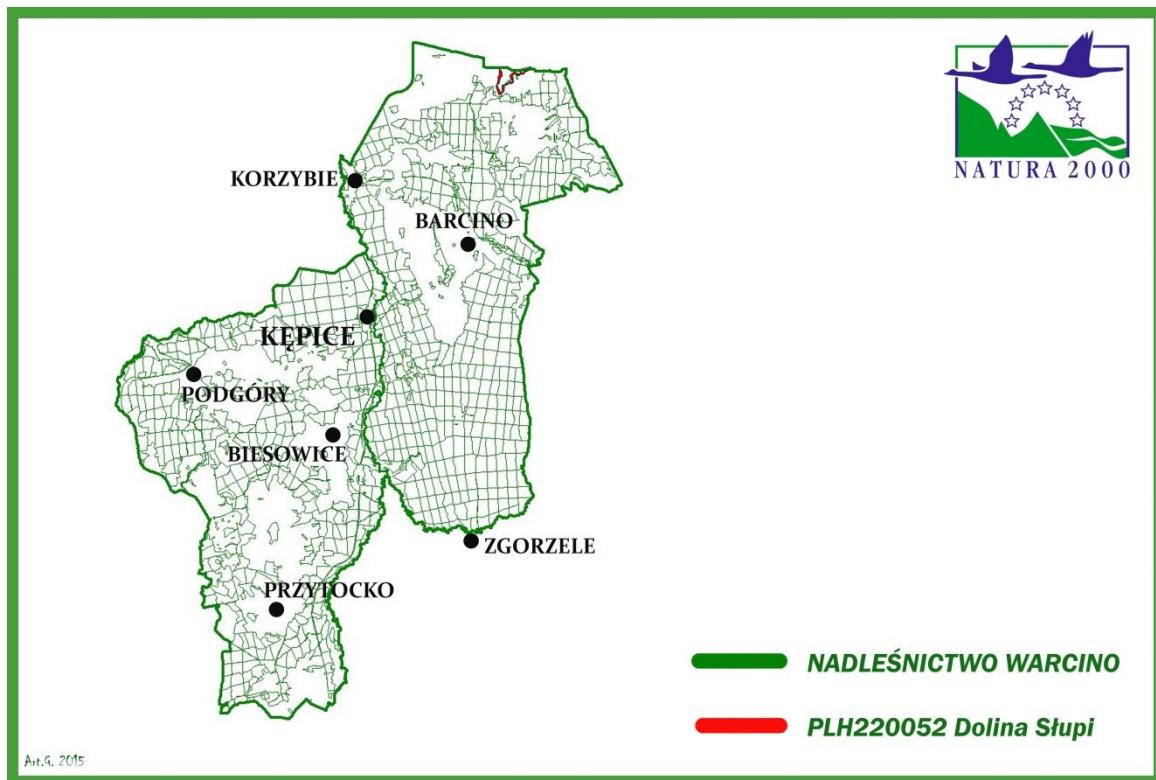 NATURA 2000
KORZYBIE
BARCINO
KĘPICE
PODGÓRY
BIESOWICE
ZGORZELE
PRZYTOCKO
NADLEŚNICTWO WARCINO
PLH220052 Dolina Słupi
Art.G. 2015